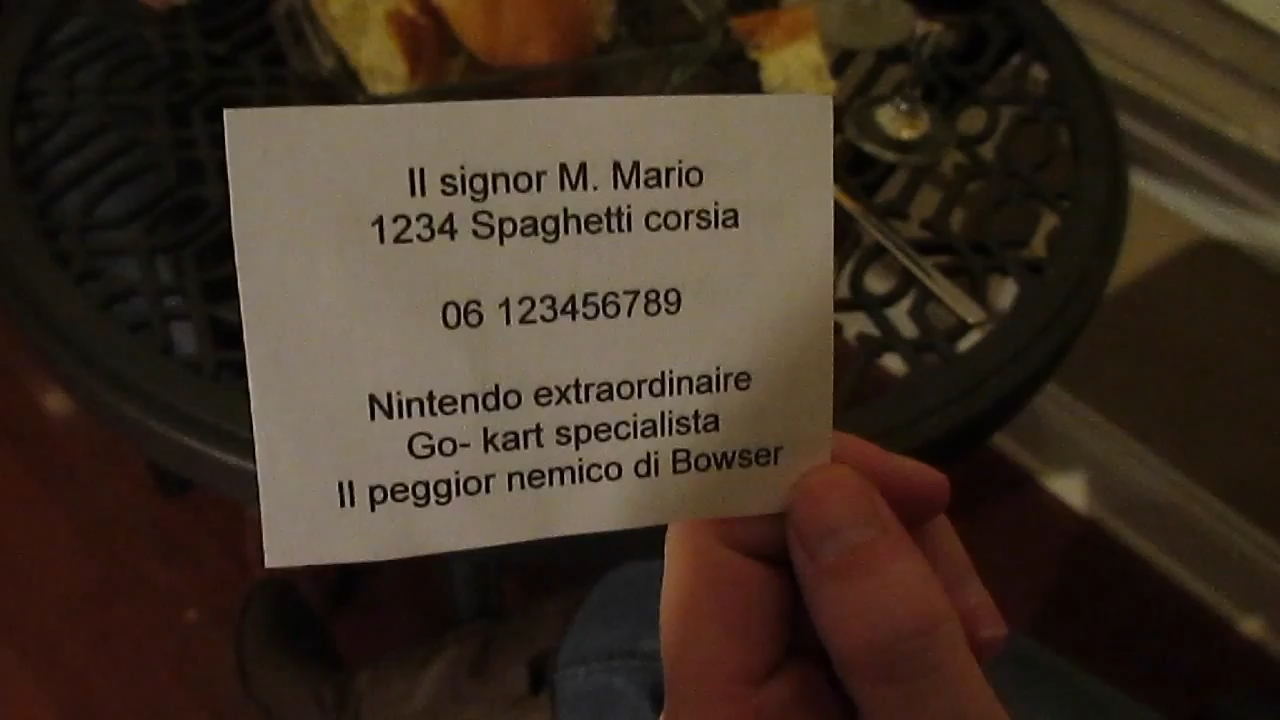 Il signor M. Mario
1234 Spaghetti corsia
06 123456789
Nintendo extraordinaire
Go- kart specialista
Il peggior nemico di Bowser